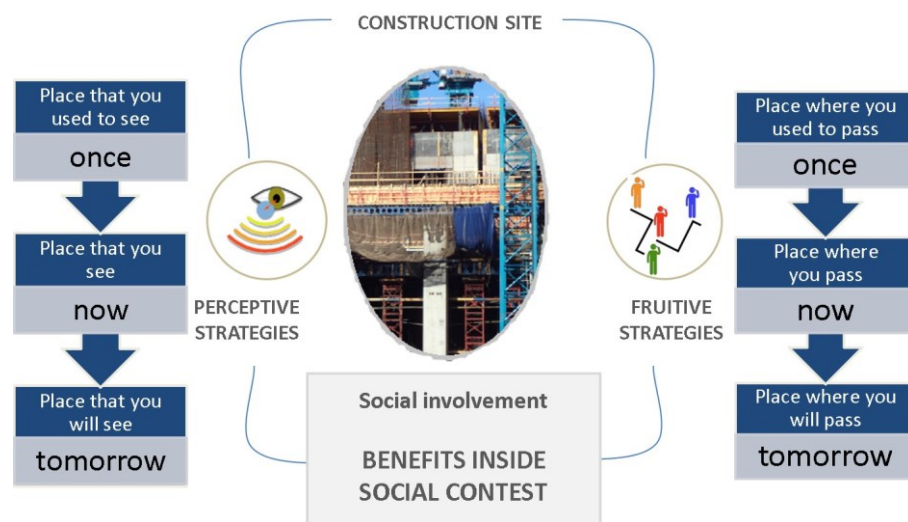 CONSTRUCTION SITE
Place that you
used to see
once
Place that you
see
now
Place that you
will see
tomorrow
PERCEPTIVE
STRATEGIES
FRUITIVE
STRATEGIES
Social involvement
BENEFITS INSIDE
SOCIAL CONTEST
Place where you
used to pass
once
Place where
you pass
now
Place where you
will pass
tomorrow